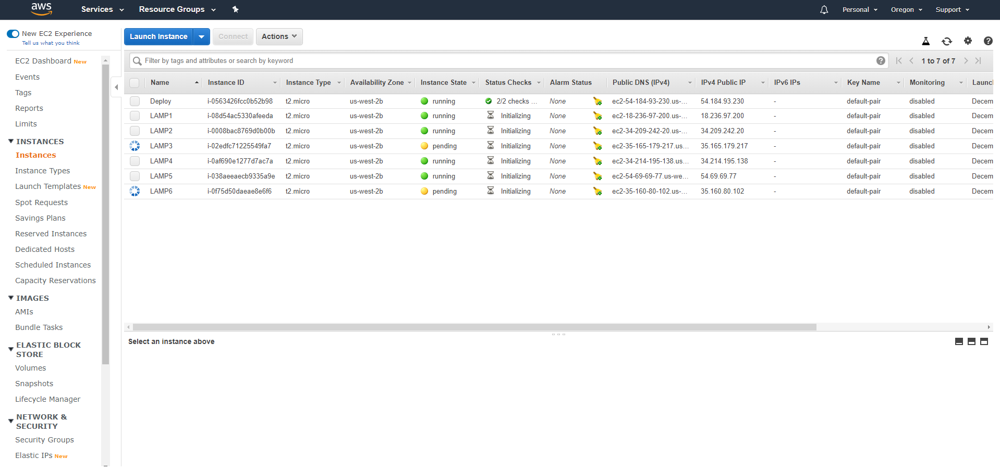 aws Services Resource Groups Personal Oregon Support
New EC2 Experience
Tell us what you think
Launch Instance Connect Actions
EC2 Dashboard New
Events
Tags
Reports
Limits
INSTANCES
Instances
Instance Types
Launch Templates New
Spot Requests
Savings Plans
Reserved Instances
Dedicated Hosts
Scheduled Instances
Capacity Reservations
IMAGES
AMIs
Bundle Tasks
ELASTIC BLOCK
STORE
Volumes
Snapshots
Lifecycle Manager
NETWORK &
SECURITY
Security Groups
Elastic IPs New
Filter by tags and attributes or search by keyword 1 to 7 of 7
Name Instance ID Instance Type Availability Zone Instance State Status Checks Alarm Status Public DNS (IPv4) IPv4 Public IP IPv6 IPs Key Name Monitoring Launc
Deploy i-0563426fcc0b52b98 t2.micro us-west-2b running 2/2 checks ... None ec2-54-184-93-230.us-... 54.184.93.230 - default-pair disabled Decem
LAMP1 i-08d54ac5330afeeda t2.micro us-west-2b running Initializing None ec2-18-236-97-200.us-... 18.236.97.200 - default-pair disabled Decem
LAMP2 i-0008bac8769d0b00b t2.micro us-west-2b running Initializing None ec2-34-209-242-20.us-... 34.209.242.20 - default-pair disabled Decem
LAMP3 i-02edfc71225549fa7 t2.micro us-west-2b pending Initializing None ec2-35-165-179-217.us... 35.165.179.217 - default-pair disabled Decem
LAMP4 i-0af690e1277d7ac7a t2.micro us-west-2b running Initializing None ec2-34-214-195-138.us... 34.214.195.138 - default-pair disabled Decem
LAMP5 i-038aeeaecb9335a9e t2.micro us-west-2b running Initializing None ec2-54-69-69-77.us-we... 54.69.69.77 - default-pair disabled Decem
LAMP6 i-0f75d50daeae8e6f6 t2.micro us-west-2b pending Initializing None ec2-35-160-80-102.us-... 35.160.80.102 - default-pair disabled Decem
Select an instance above